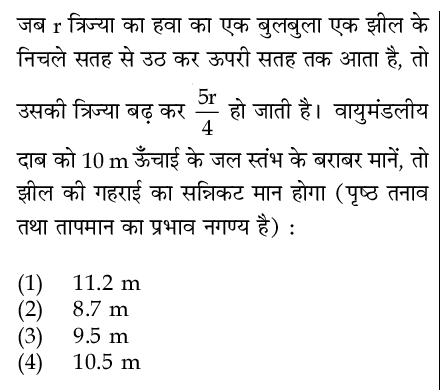 जब r त्रिज्या का हवा का एक बुलबुला एक झील के
निचले सतह से उठ कर ऊपरी सतह तक आता है, तो
उसकी त्रिज्या बढ़ कर 5r/4 हो जाती है। वायुमंडलीय
दाब को 10 m ऊँचाई के जल स्तंभ के बराबर मानें, तो
झील की गहराई का सन्निकट मान होगा (पृष्ठ तनाव
तथा तापमान का प्रभाव नगण्य है) :
(1) 11.2 m
(2) 8.7 m
(3) 9.5 m
(4) 10.5 m